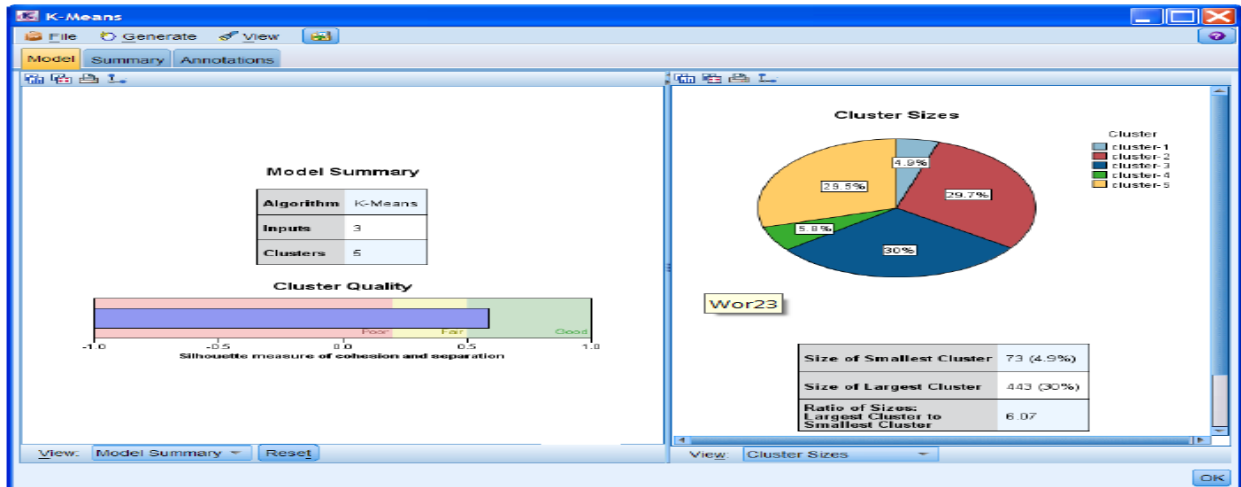 K-Means
File Generate View
Model Summary Annotations
Model Summary
Algorithm K-Means
Inputs 3
Clusters 5
Cluster Quality
Poor Fair Good
-1.0 -0.5 0.0 0.5 1.0
Silhouette measure of cohesion and separation
View: Model Summary Reset
Cluster Sizes
Cluster
cluster-1
cluster-2
cluster-3
cluster-4
cluster-5
4.9%
29.5%
29.7%
5.8%
30%
Wor23
Size of Smallest Cluster 73 (4.9%)
Size of Largest Cluster 443 (30%)
Ratio of Sizes:
Largest Cluster to
Smallest Cluster
6.07
View: Cluster Sizes
OK